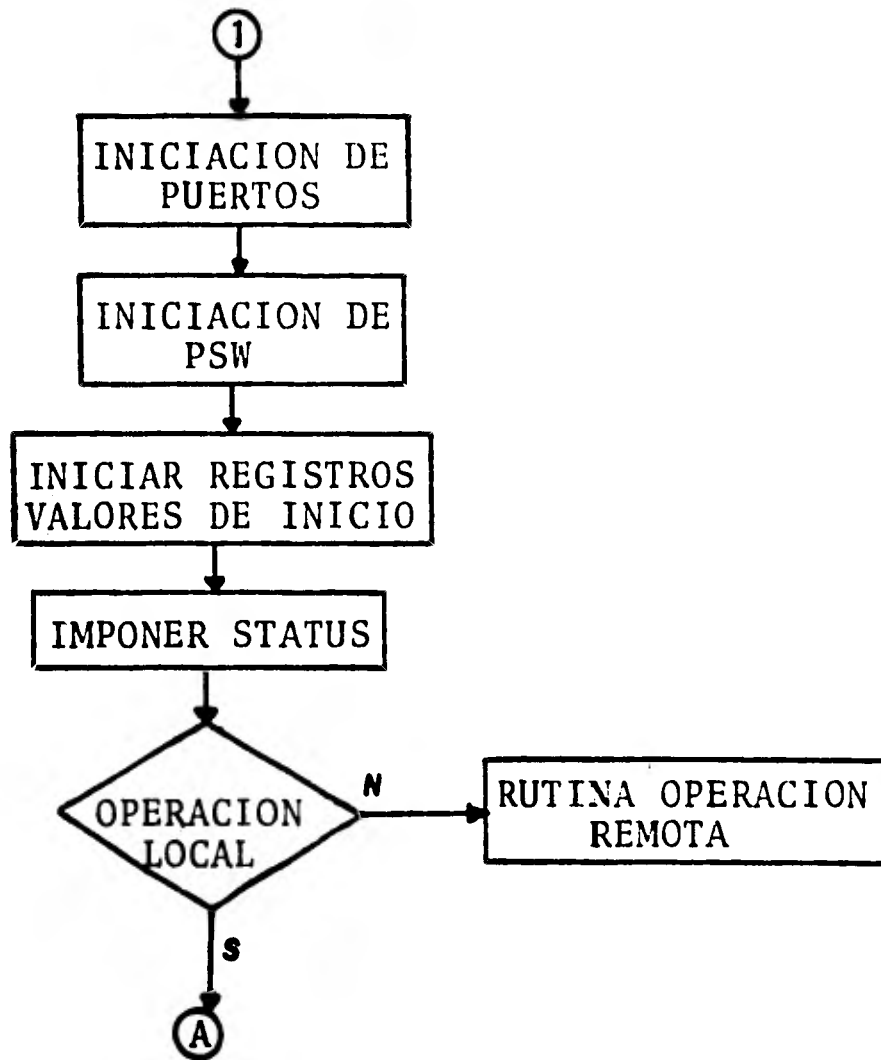 1
INICIACION DE
PUERTOS
INICIACION DE
PSW
INICIAR REGISTROS
VALORES DE INICIO
IMPONER STATUS
OPERACION
LOCAL
N
RUTINA OPERACION
REMOTA
S
A